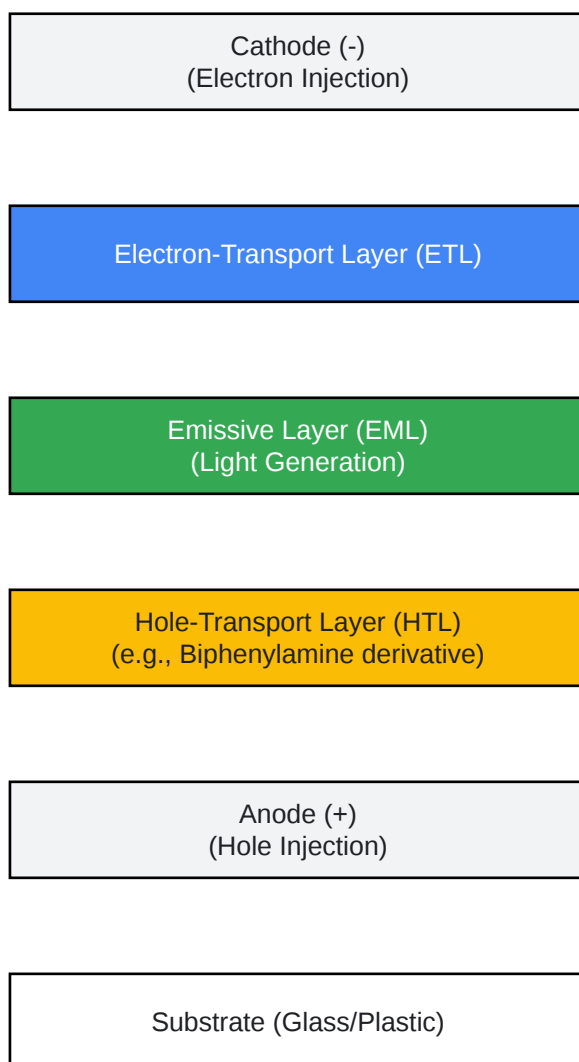 Cathode (-)
(Electron Injection)
Electron-Transport Layer (ETL)
Emissive Layer (EML)
(Light Generation)
Hole-Transport Layer (HTL)
(e.g., Biphenylamine derivative)
Anode (+)
(Hole Injection)
Substrate (Glass/Plastic)